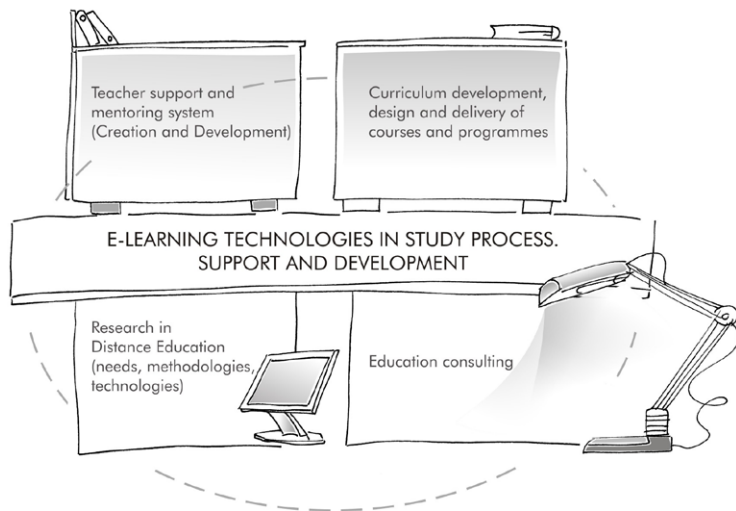 Teacher support and
mentoring system
(Creation and Development)
Curriculum development,
design and delivery of
courses and programmes
E-LEARNING TECHNOLOGIES IN STUDY PROCESS.
SUPPORT AND DEVELOPMENT
Research in
Distance Education
(needs, methodologies,
technologies)
Education consulting